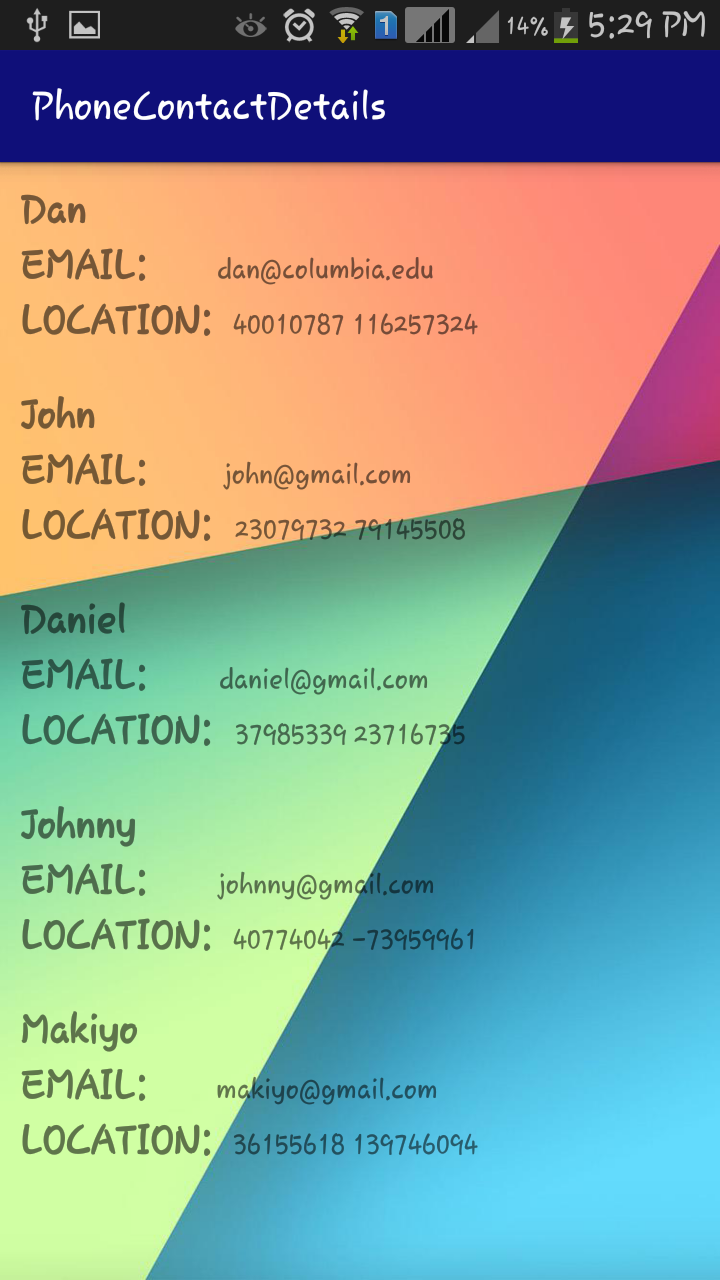 1 14% 5:29 PM
PhoneContactDetails
Dan
EMAIL: dan@columbia.edu
LOCATION: 40010787 116257324
John
EMAIL: john@gmail.com
LOCATION: 23079732 79145508
Daniel
EMAIL: daniel@gmail.com
LOCATION: 37985339 23716735
Johnny
EMAIL: johnny@gmail.com
LOCATION: 40774042 -73959961
Makiyo
EMAIL: makiyo@gmail.com
LOCATION: 36155618 139746094